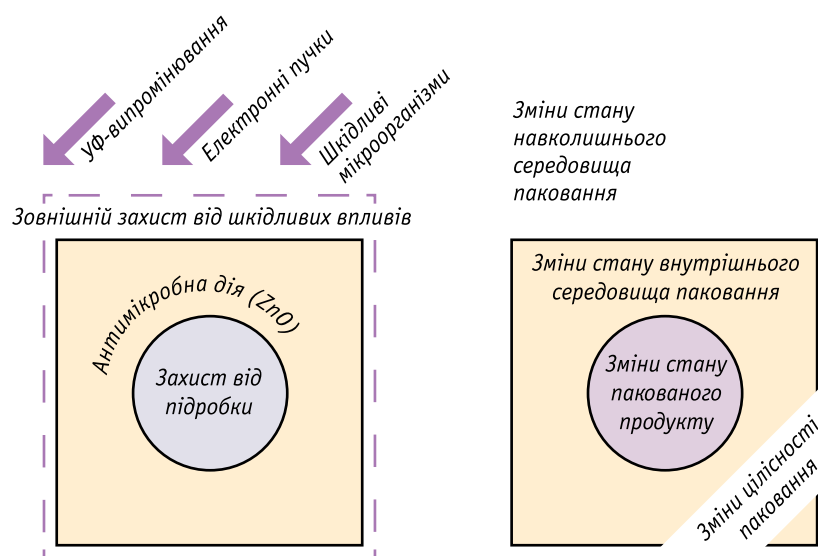 УФ-випромінювання
Електронні пучки
Шкідливі
мікроорганізми
Зовнішній захист від шкідливих впливів
Антимікробна дія (ZnO)
Захист від
підробки
Зміни стану
навколишнього
середовища
паковання
Зміни стану внутрішнього
середовища паковання
Зміни стану
пакованого
продукту
Зміни цілісності
паковання